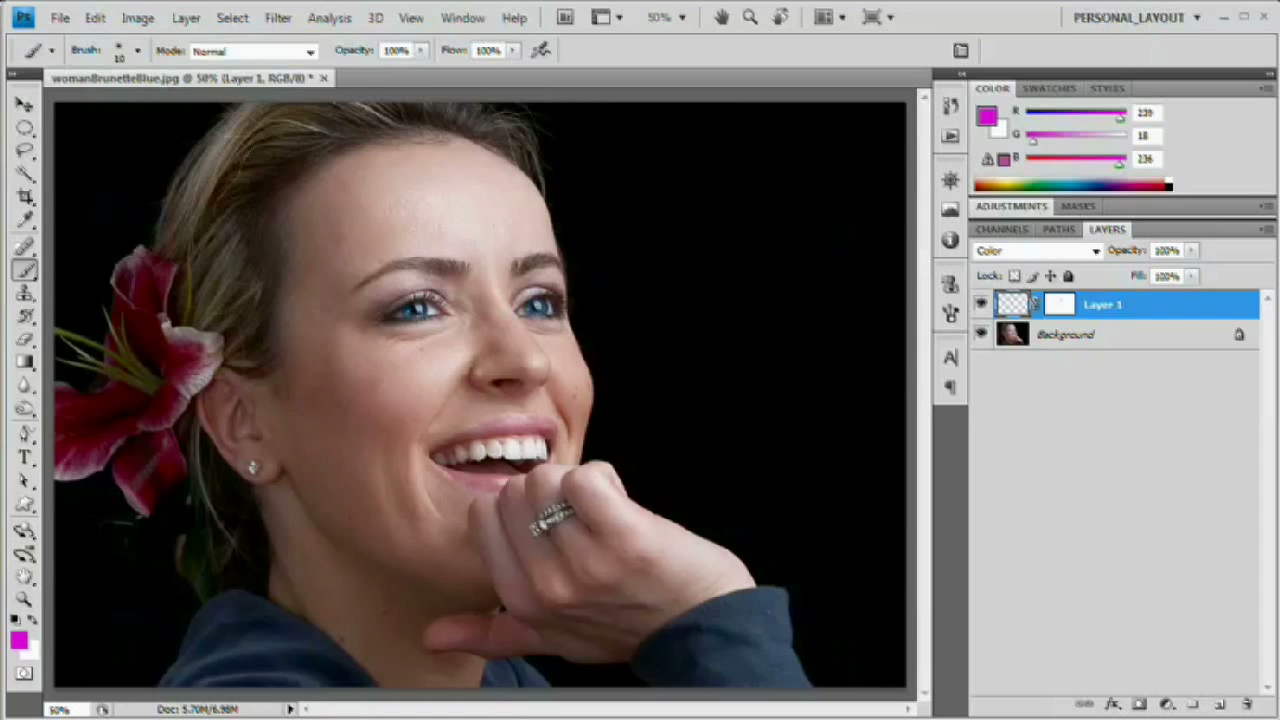 Ps File Edit Image Layer Select Filter Analysis 3D View Window Help 50% PERSONAL_LAYOUT
Brush: 10 Mode: Normal Opacity: 100% Flow: 100%
womanBrunetteBlue.jpg @ 50% (Layer 1, RGB/8) *
COLOR SWATCHES STYLES
R 239
G 18
B 236
ADJUSTMENTS MASKS
CHANNELS PATHS LAYERS
Color Opacity: 100%
Lock: Fill: 100%
Layer 1
Background
A
T
50% Doc: 5.70M/6.98M